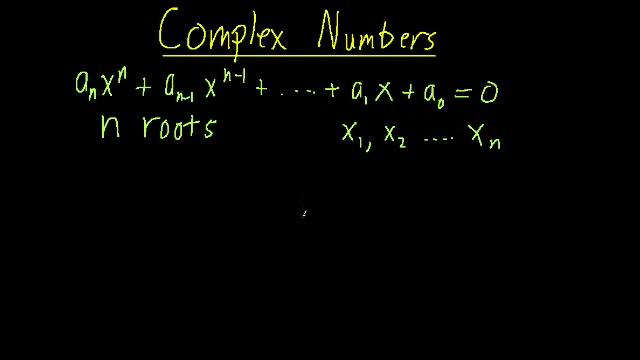 Complex Numbers
aₙxⁿ + aₙ₋₁xⁿ⁻¹ + .... + a₁x + a₀ = 0
n roots x₁, x₂ .... xₙ